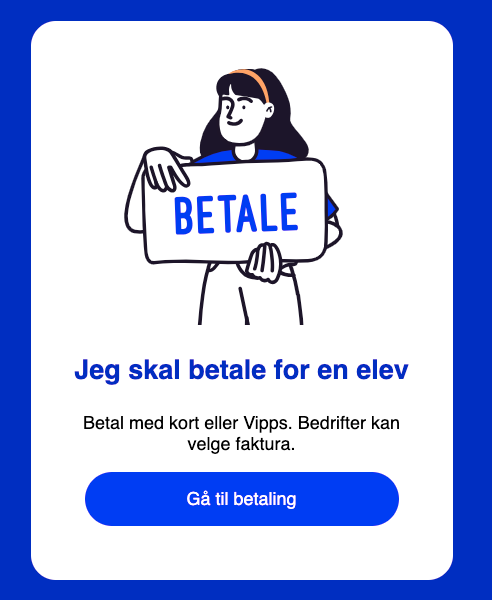 BETALE
Jeg skal betale for en elev
Betal med kort eller Vipps. Bedrifter kan
velge faktura.
Gå til betaling